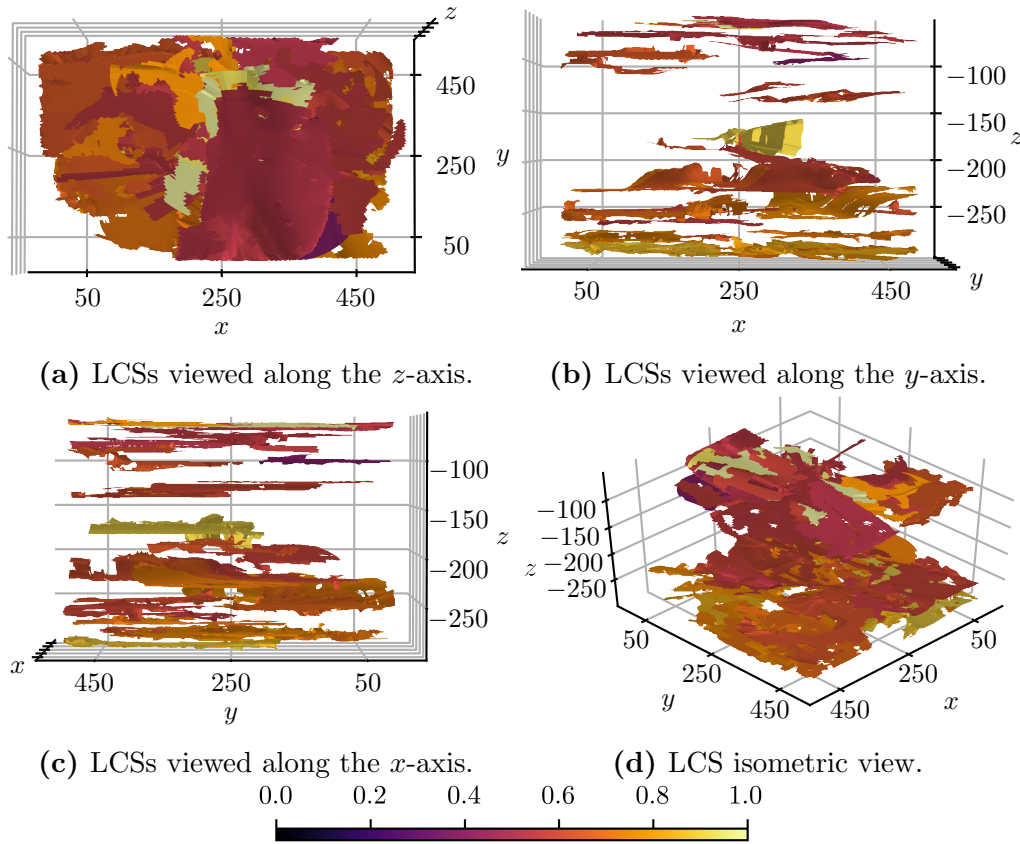 z
450
250
50
y
50 250 450
x
(a) LCSs viewed along the z-axis.
−100
−150
z
−200
−250
y
50 250 450
x
(b) LCSs viewed along the y-axis.
−100
−150
z
−200
−250
x
450 250 50
y
(c) LCSs viewed along the x-axis.
−100
−150
z −200
−250
50 50
250 250
y x
450 450
(d) LCS isometric view.
0.0 0.2 0.4 0.6 0.8 1.0